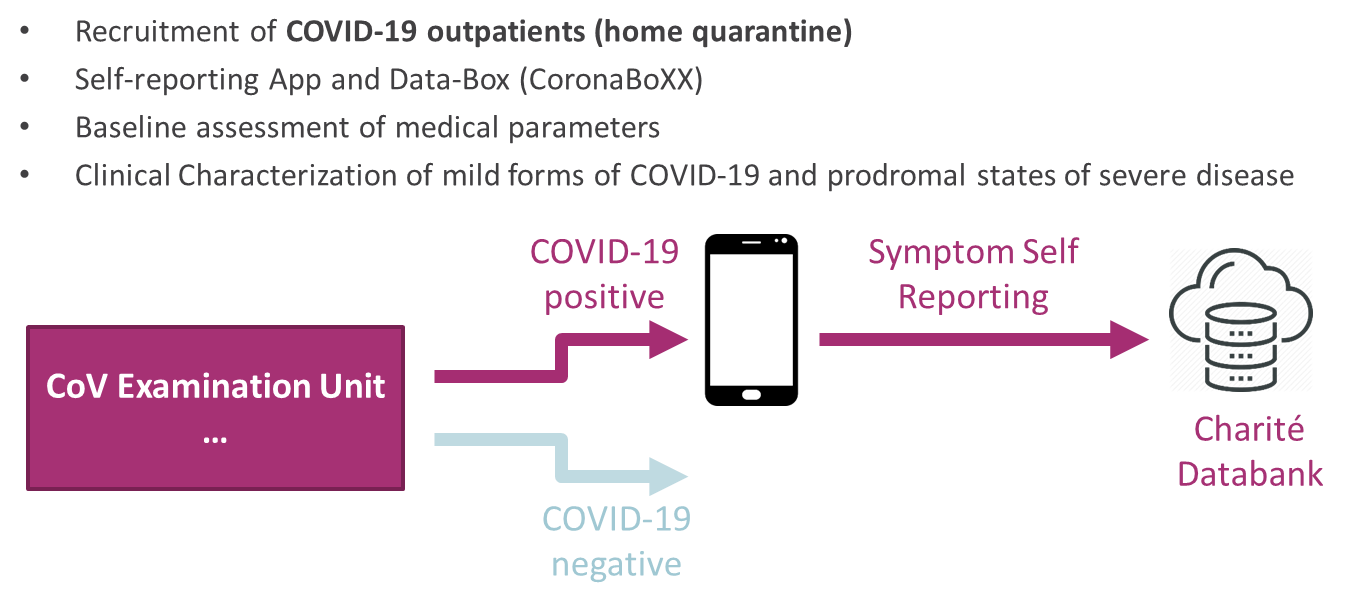 • Recruitment of COVID-19 outpatients (home quarantine)
• Self-reporting App and Data-Box (CoronaBoXX)
• Baseline assessment of medical parameters
• Clinical Characterization of mild forms of COVID-19 and prodromal states of severe disease
COVID-19
positive
Symptom Self
Reporting
CoV Examination Unit
...
Charité
Databank
COVID-19
negative